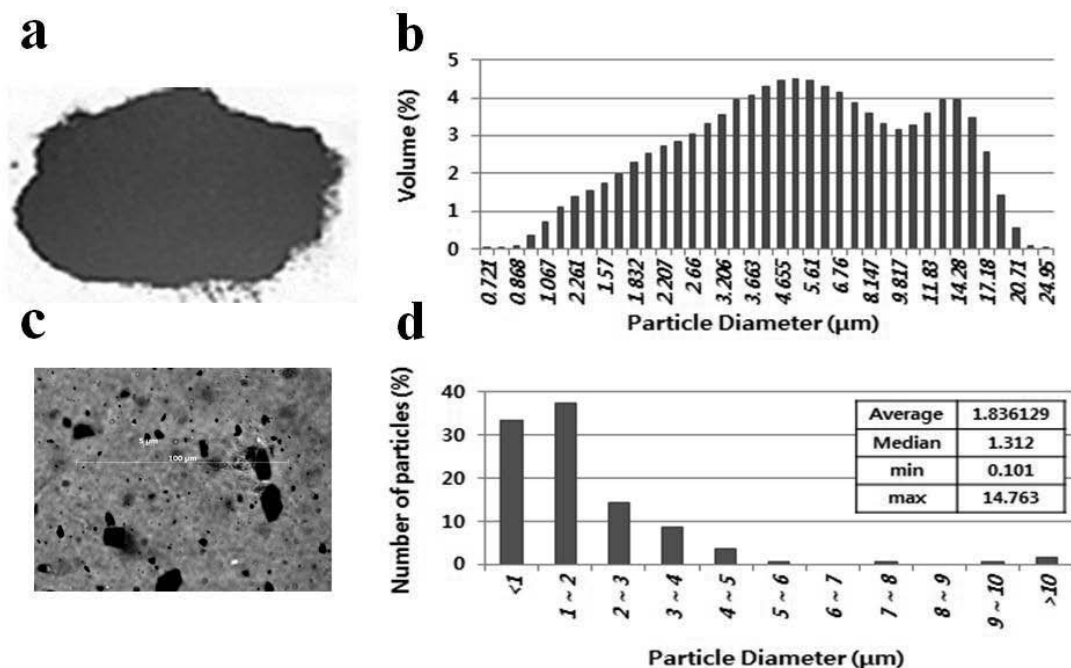 a
b
5
4
3
2
1
0
Volume (%)
0.721
0.868
1.067
2.261
1.57
1.832
2.207
2.66
3.206
3.663
4.655
5.61
6.76
8.147
9.817
11.83
14.28
17.18
20.71
24.95
Particle Diameter (μm)
c
5 μm
100 μm
d
40
30
20
10
0
Number of particles (%)
Average 1.836129
Median 1.312
min 0.101
max 14.763
<1
1 ~ 2
2 ~ 3
3 ~ 4
4 ~ 5
5 ~ 6
6 ~ 7
7 ~ 8
8 ~ 9
9 ~ 10
>10
Particle Diameter (μm)